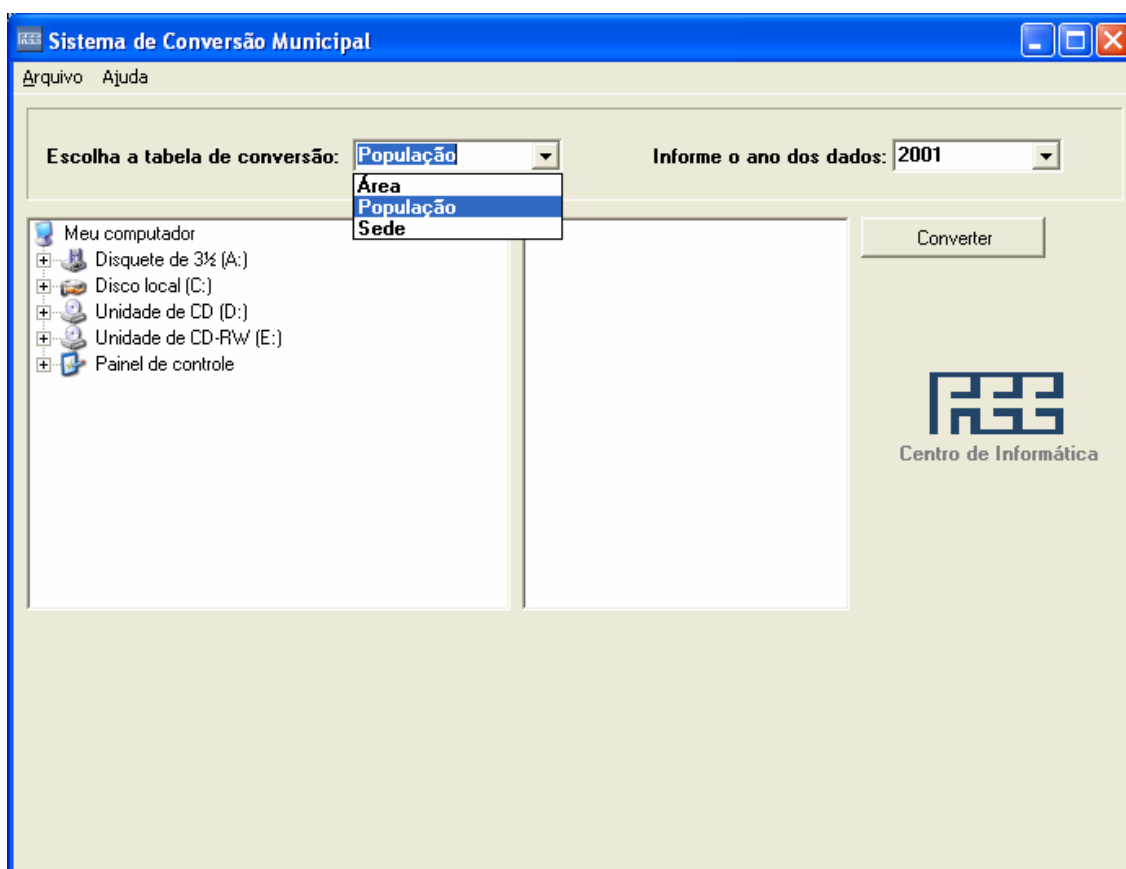 Sistema de Conversão Municipal
Arquivo Ajuda
Escolha a tabela de conversão: População Informe o ano dos dados: 2001
Área
População
Sede
Meu computador
Disquete de 3½ (A:)
Disco local (C:)
Unidade de CD (D:)
Unidade de CD-RW (E:)
Painel de controle
Converter
FEE
Centro de Informática